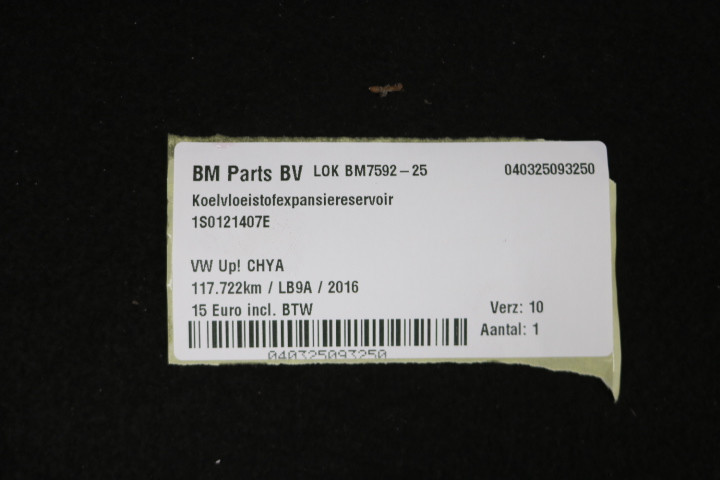 BM Parts BV LOK BM7592-25 040325093250
Koelvloeistofexpansiereservoir
1S0121407E
VW Up! CHYA
117.722km / LB9A / 2016
15 Euro incl. BTW Verz: 10
Aantal: 1
040325093250